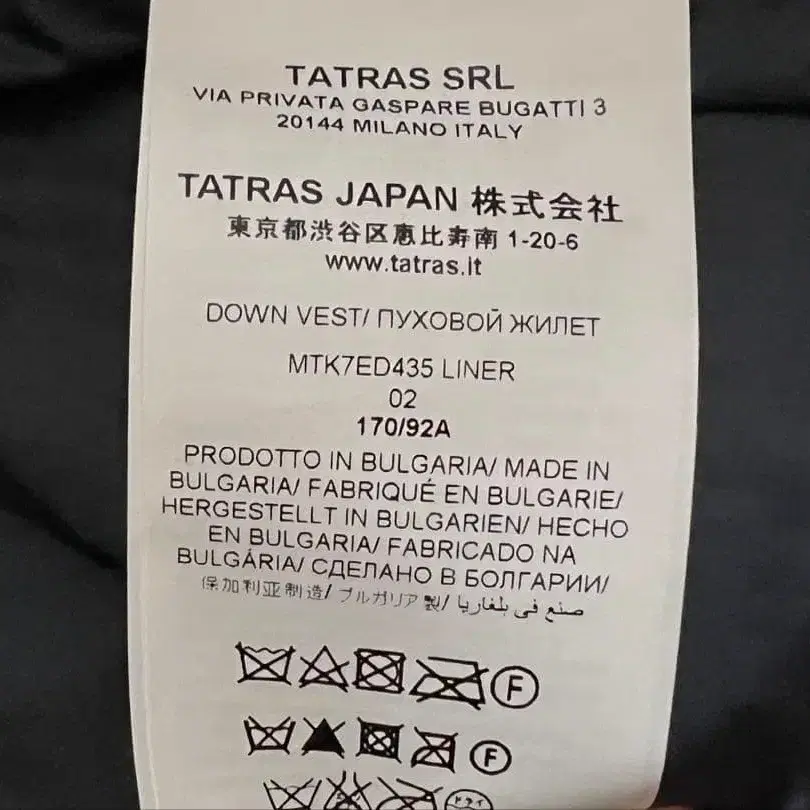 TATRAS SRL
VIA PRIVATA GASPARE BUGATTI 3
20144 MILANO ITALY
TATRAS JAPAN 株式会社
東京都渋谷区恵比寿南 1-20-6
www.tatras.it
DOWN VEST/ ПУХОВОЙ ЖИЛЕТ
MTK7ED435 LINER
02
170/92A
PRODOTTO IN BULGARIA/ MADE IN
BULGARIA/ FABRIQUÉ EN BULGARIE/
HERGESTELLT IN BULGARIEN/ HECHO
EN BULGARIA/ FABRICADO NA
BULGÁRIA/ СДЕЛАНО В БОЛГАРИИ/
保加利亚制造/ ブルガリア製/ صنع في بلغاريا
F
F
ドライ